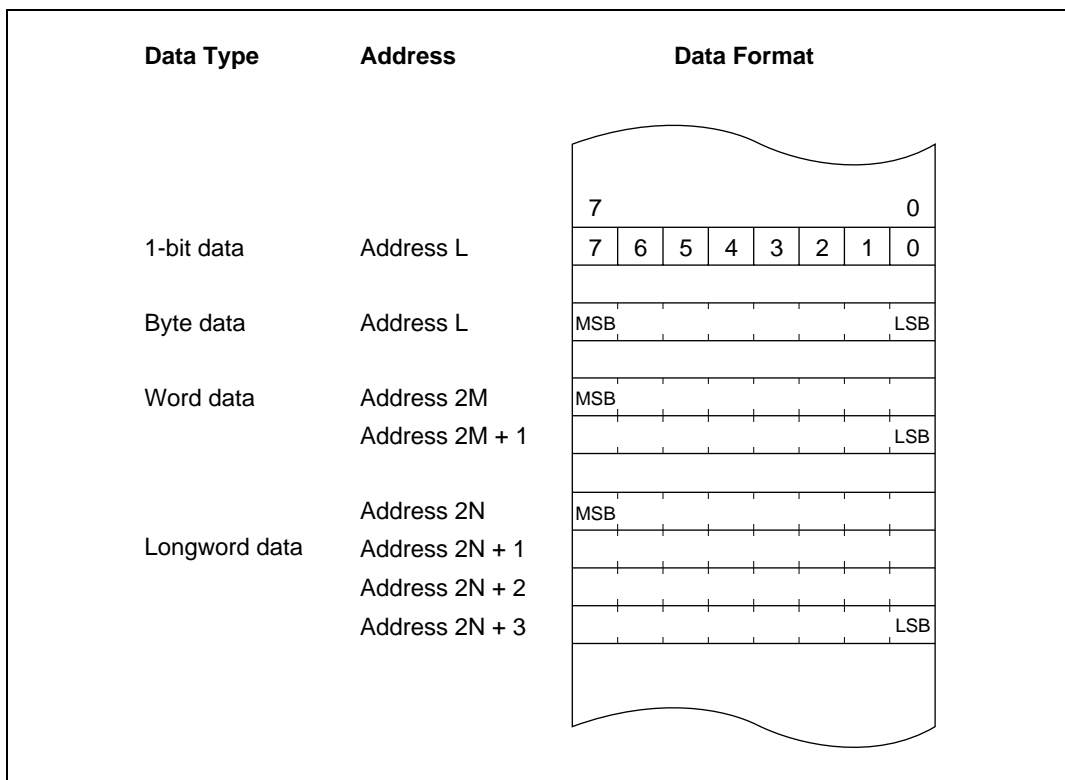 Data Type Address Data Format
7 0
1-bit data Address L 7 6 5 4 3 2 1 0
Byte data Address L MSB LSB
Word data Address 2M MSB
Address 2M + 1 LSB
Address 2N MSB
Longword data Address 2N + 1
Address 2N + 2
Address 2N + 3 LSB